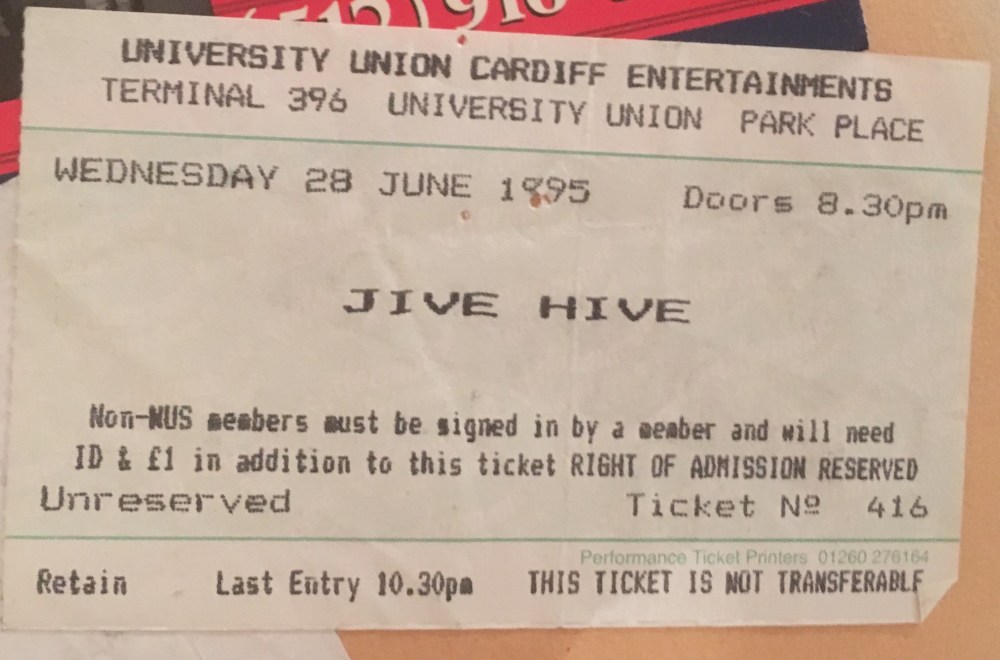 (512) 916
UNIVERSITY UNION CARDIFF ENTERTAINMENTS
TERMINAL 396 UNIVERSITY UNION PARK PLACE
WEDNESDAY 28 JUNE 1995 Doors 8.30pm
JIVE HIVE
Non-NUS members must be signed in by a member and will need
ID & £1 in addition to this ticket RIGHT OF ADMISSION RESERVED
Unreserved Ticket Nº 416
Performance Ticket Printers 01260 276164
Retain Last Entry 10.30pm THIS TICKET IS NOT TRANSFERABLE